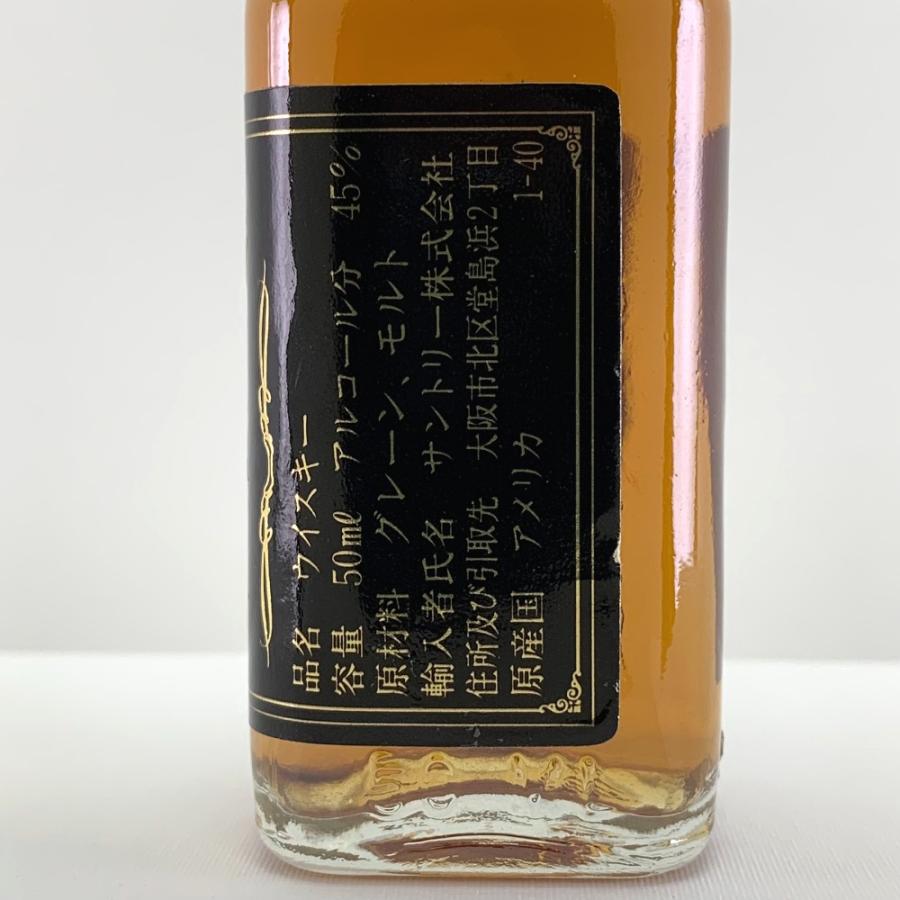 品名 ウイスキー
容量 50ml アルコール分 45%
原材料 グレーン、モルト
輸入者氏名 サントリー株式会社
住所及び引取先 大阪市北区堂島浜2丁目
1-40
原産国 アメリカ